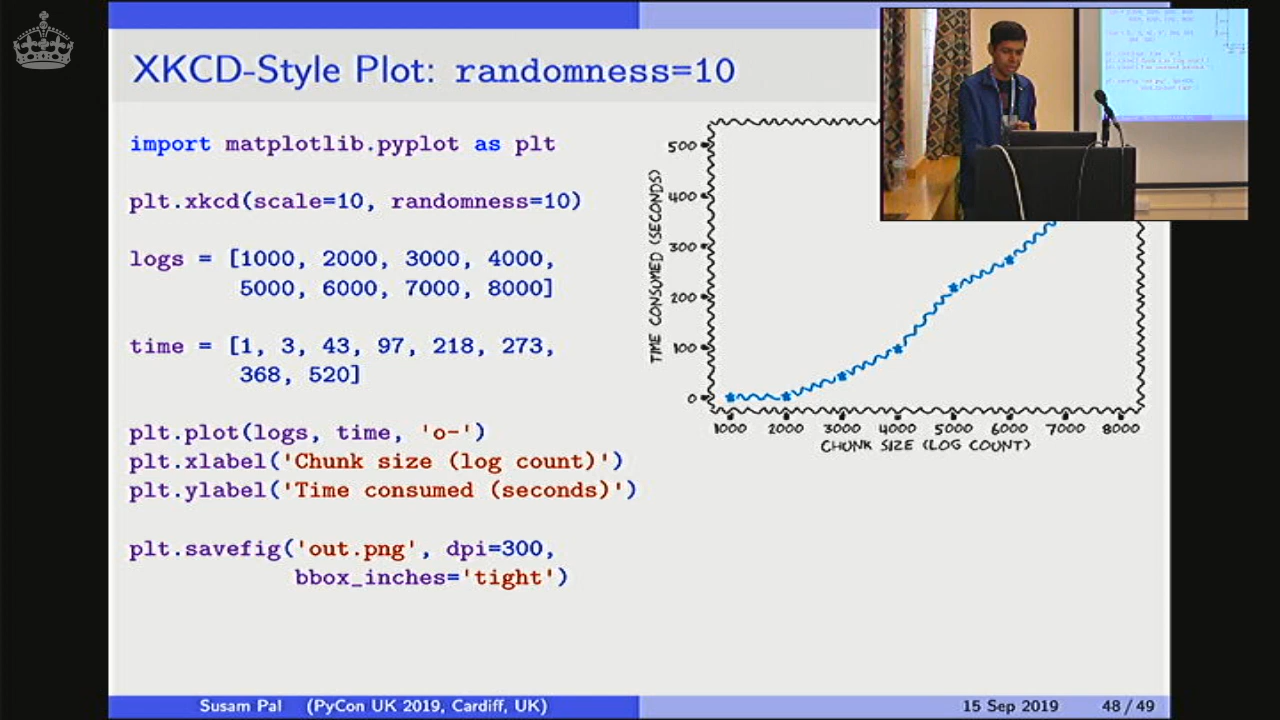 XKCD-Style Plot: randomness=10
import matplotlib.pyplot as plt
plt.xkcd(scale=10, randomness=10)
logs = [1000, 2000, 3000, 4000,
5000, 6000, 7000, 8000]
time = [1, 3, 43, 97, 218, 273,
368, 520]
plt.plot(logs, time, 'o-')
plt.xlabel('Chunk size (log count)')
plt.ylabel('Time consumed (seconds)')
plt.savefig('out.png', dpi=300,
bbox_inches='tight')
TIME CONSUMED (SECONDS)
500
400
300
200
100
0
1000 2000 3000 4000 5000 6000 7000 8000
CHUNK SIZE (LOG COUNT)
Susam Pal (PyCon UK 2019, Cardiff, UK)
15 Sep 2019 48 / 49